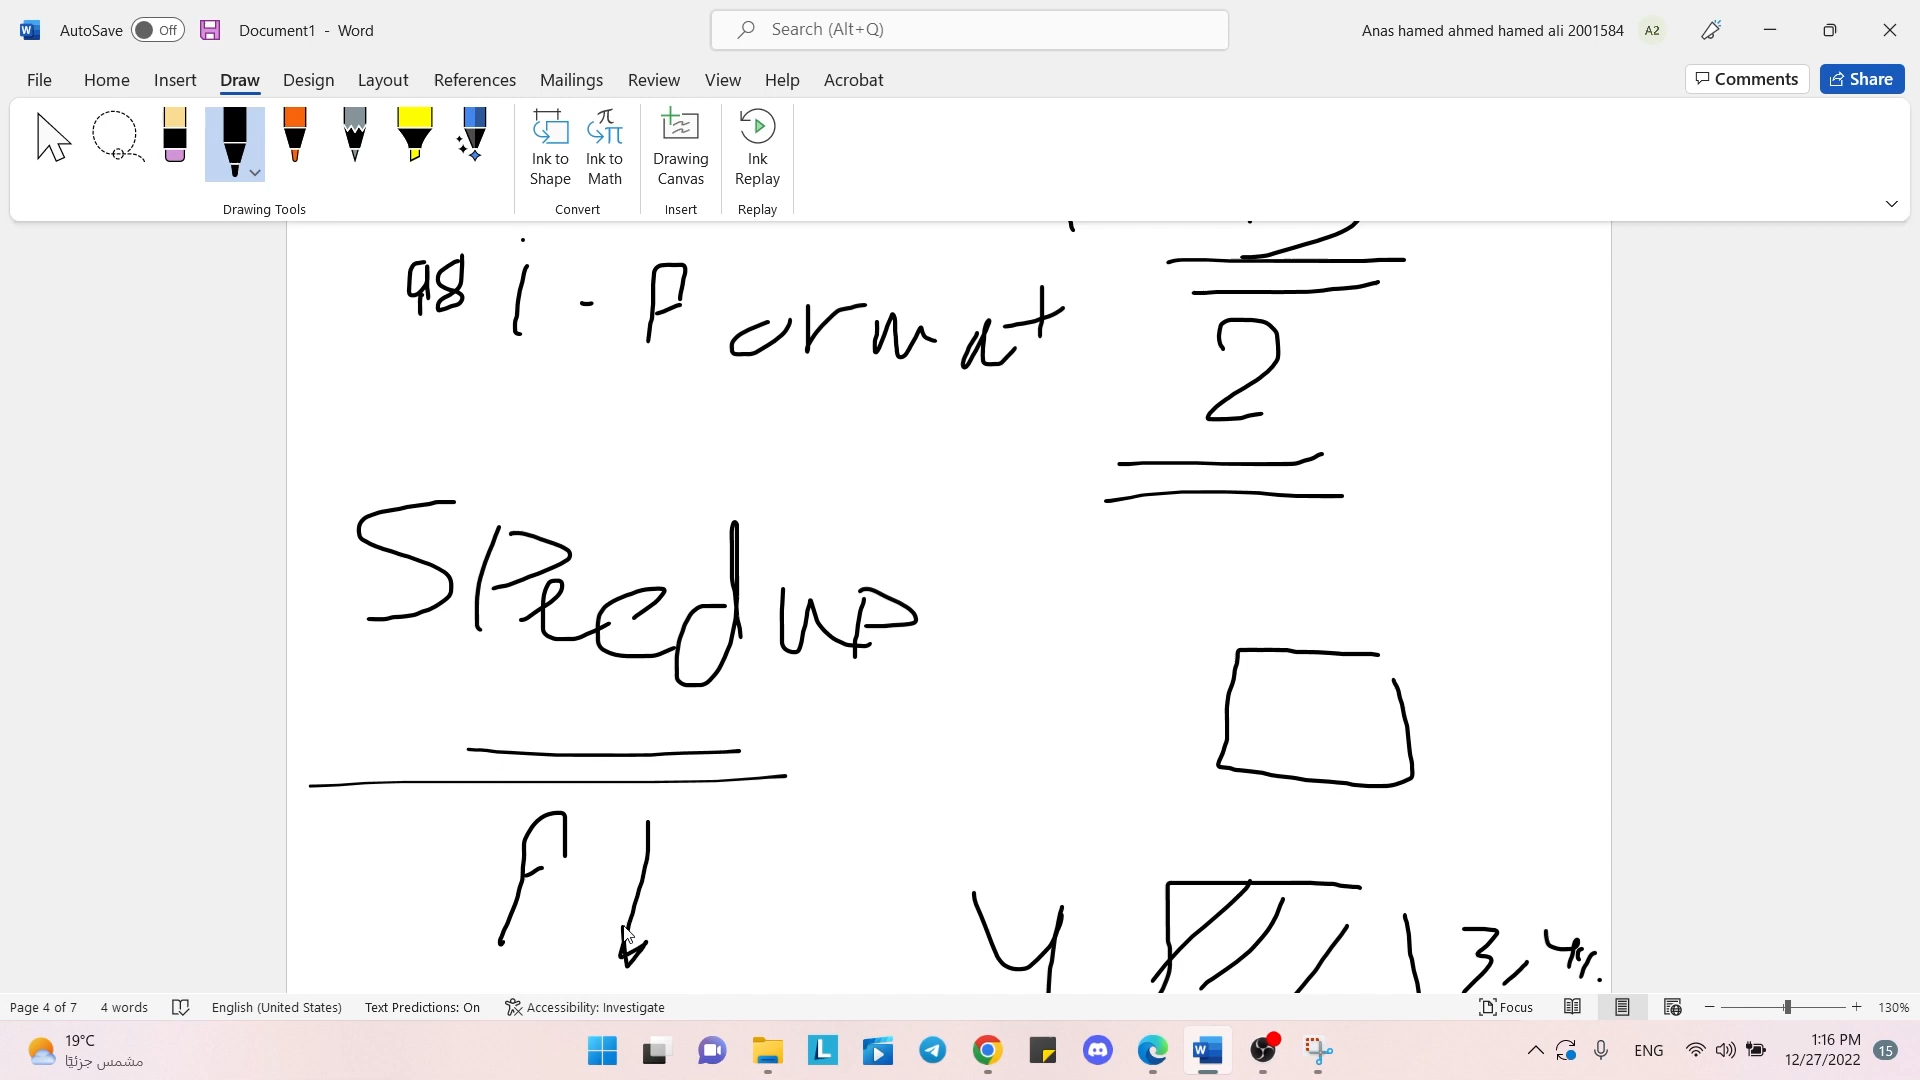 AutoSave Off Document1 - Word Search (Alt+Q) Anas hamed ahmed hamed ali 2001584 A2
File Home Insert Draw Design Layout References Mailings Review View Help Acrobat Comments Share
Ink to Shape Ink to Math Drawing Canvas Ink Replay
Drawing Tools Convert Insert Replay
i - Format
2
Speedup
Page 4 of 7 4 words English (United States) Text Predictions: On Accessibility: Investigate Focus 130%
19°C
مشمس جزئيًا
ENG 1:16 PM
12/27/2022 15